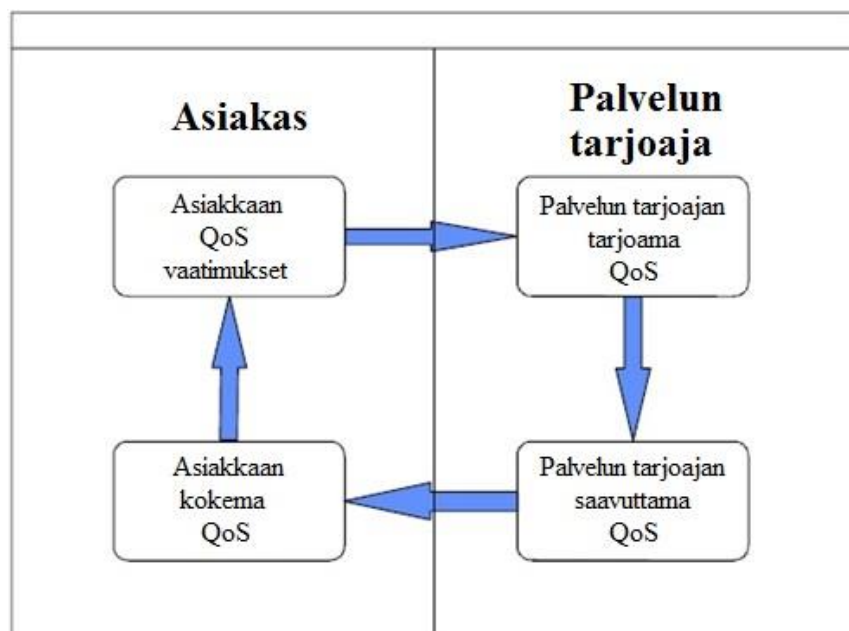 Asiakas
Palvelun
tarjoaja
Asiakkaan
QoS
vaatimukset
Palvelun tarjoajan
tarjoama
QoS
Asiakkaan
kokema
QoS
Palvelun tarjoajan
saavuttama
QoS